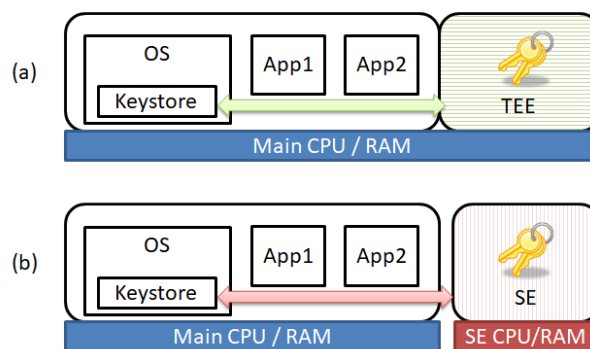 (a)
OS
App1
App2
Keystore
TEE
Main CPU / RAM
(b)
OS
App1
App2
Keystore
SE
Main CPU / RAM
SE CPU/RAM